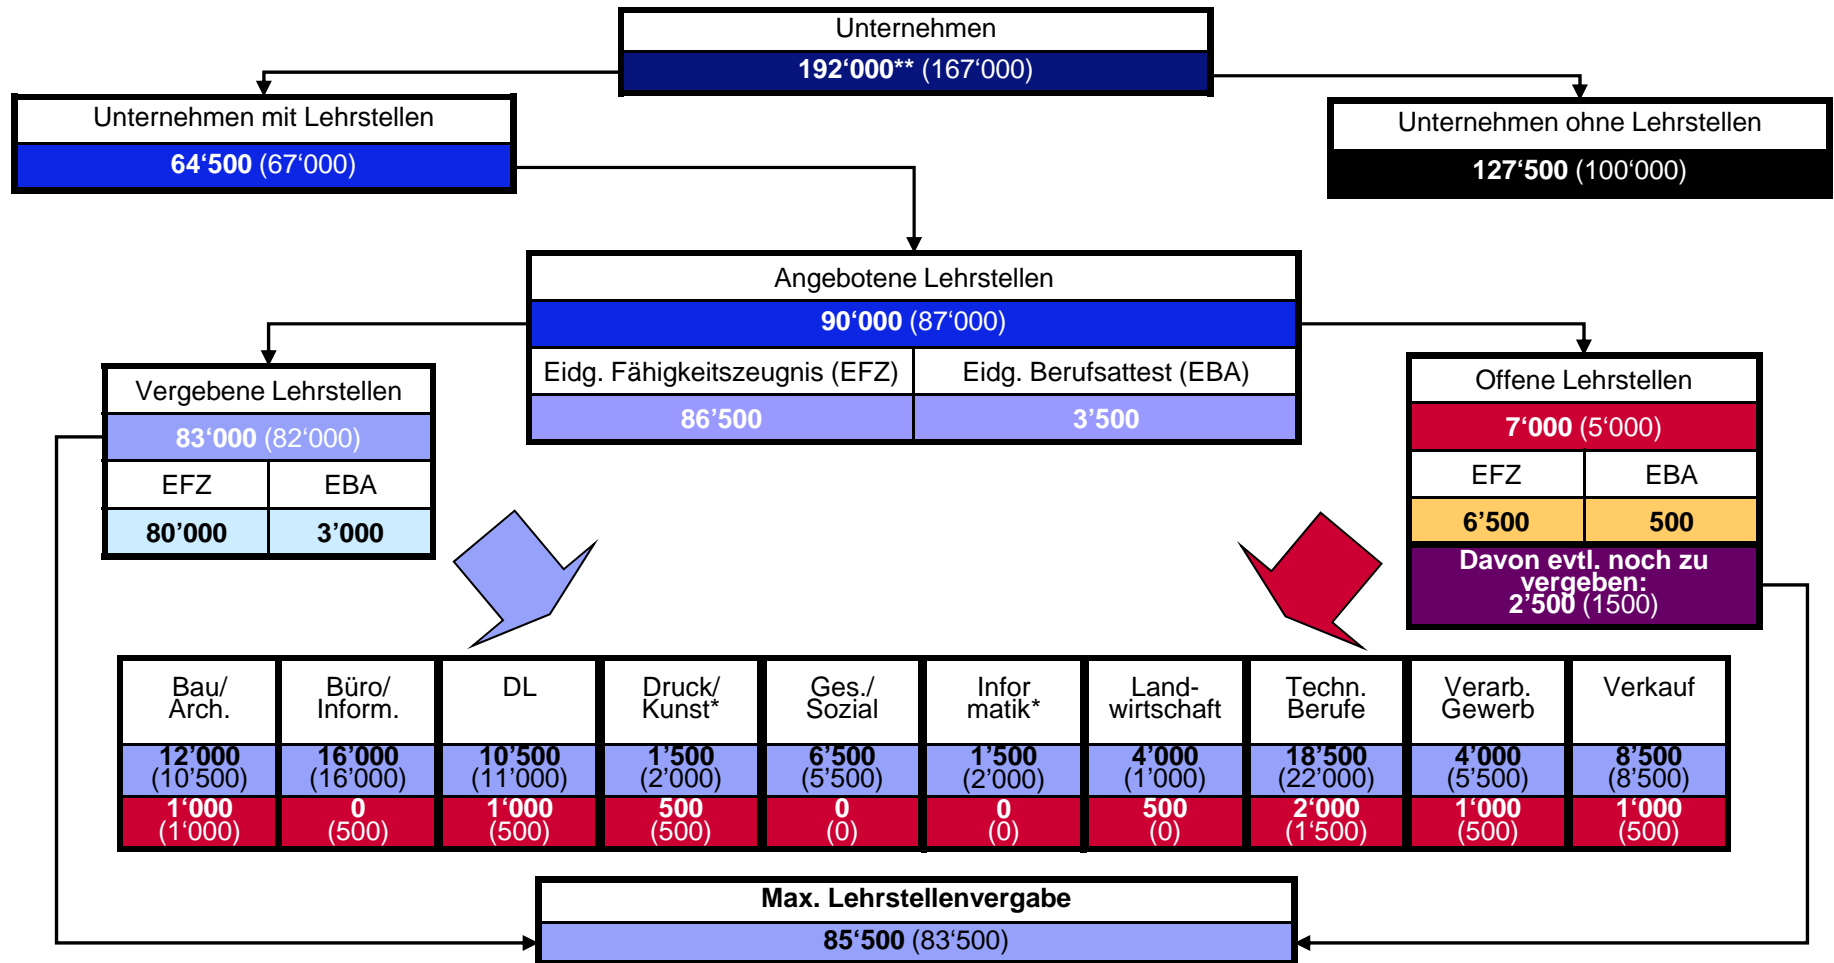 Unternehmen
192‘000** (167‘000)
Unternehmen mit Lehrstellen
64‘500 (67‘000)
Unternehmen ohne Lehrstellen
127‘500 (100‘000)
Angebotene Lehrstellen
90‘000 (87‘000)
Eidg. Fähigkeitszeugnis (EFZ) Eidg. Berufsattest (EBA)
86’500 3’500
Vergebene Lehrstellen
83‘000 (82‘000)
EFZ EBA
80’000 3’000
Offene Lehrstellen
7‘000 (5‘000)
EFZ EBA
6’500 500
Davon evtl. noch zu
vergeben:
2’500 (1500)
Bau/ Büro/ DL Druck/ Ges./ Infor Land- Techn. Verarb. Verkauf
Arch. Inform. Kunst* Sozial matik* wirtschaft Berufe Gewerb
12’000 16’000 10’500 1’500 6’500 1’500 4’000 18’500 4’000 8’500
(10’500) (16’000) (11’000) (2’000) (5’500) (2’000) (1’000) (22’000) (5’500) (8’500)
1‘000 0 1‘000 500 0 0 500 2‘000 1‘000 1‘000
(1‘000) (500) (500) (500) (0) (0) (0) (1‘500) (500) (500)
Max. Lehrstellenvergabe
85‘500 (83‘500)